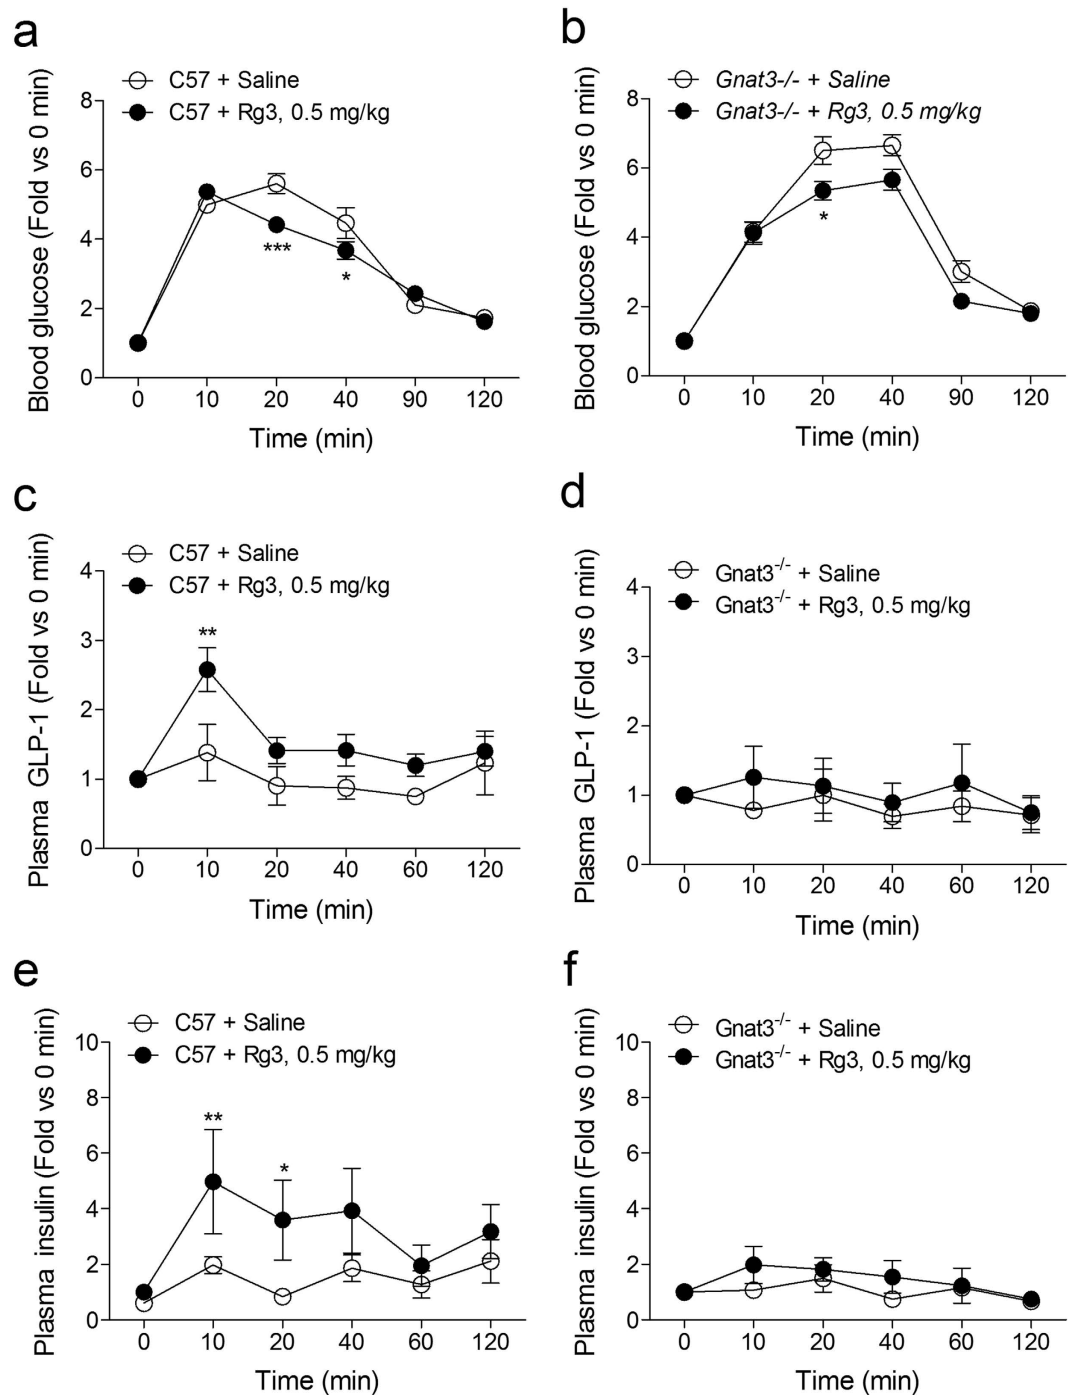 a
C57 + Saline
C57 + Rg3, 0.5 mg/kg
Blood glucose (Fold vs 0 min)
8
6
4
2
0
***
*
0 10 20 40 90 120
Time (min)
b
Gnat3-/- + Saline
Gnat3-/- + Rg3, 0.5 mg/kg
Blood glucose (Fold vs 0 min)
8
6
4
2
0
*
0 10 20 40 90 120
Time (min)
c
C57 + Saline
C57 + Rg3, 0.5 mg/kg
Plasma GLP-1 (Fold vs 0 min)
4
3
2
1
0
**
0 10 20 40 60 120
Time (min)
d
Gnat3-/- + Saline
Gnat3-/- + Rg3, 0.5 mg/kg
Plasma GLP-1 (Fold vs 0 min)
4
3
2
1
0
0 10 20 40 60 120
Time (min)
e
C57 + Saline
C57 + Rg3, 0.5 mg/kg
Plasma insulin (Fold vs 0 min)
10
8
6
4
2
0
**
*
0 10 20 40 60 120
Time (min)
f
Gnat3-/- + Saline
Gnat3-/- + Rg3, 0.5 mg/kg
Plasma insulin (Fold vs 0 min)
10
8
6
4
2
0
0 10 20 40 60 120
Time (min)